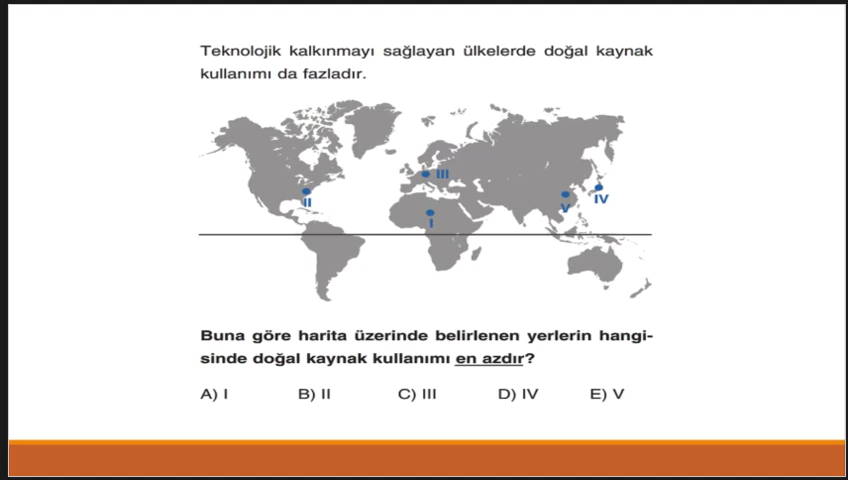 Teknolojik kalkınmayı sağlayan ülkelerde doğal kaynak
kullanımı da fazladır.
III
II
IV
V
I
Buna göre harita üzerinde belirlenen yerlerin hangi-
sinde doğal kaynak kullanımı en azdır?
A) I B) II C) III D) IV E) V